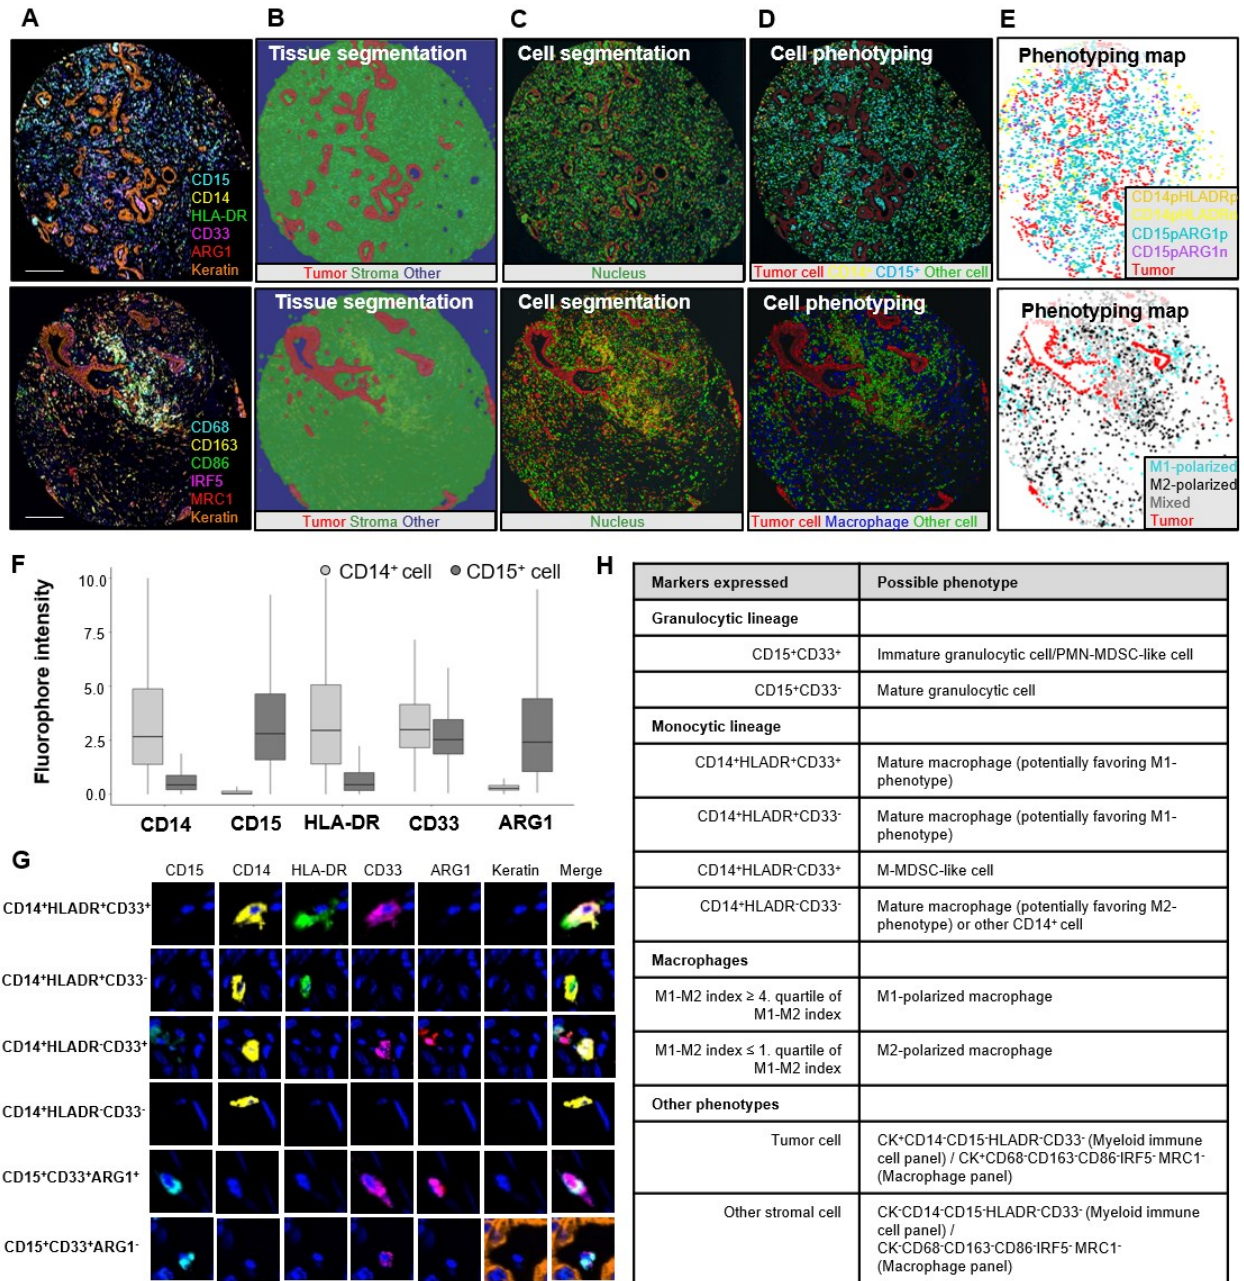 A
B
C
D
E
Tissue segmentation
Cell segmentation
Cell phenotyping
Phenotyping map
CD15
CD14
HLA-DR
CD33
ARG1
Keratin
Tumor Stroma Other
Nucleus
Tumor cell CD14⁺ CD15⁺ Other cell
CD14pHLADRp
CD14pHLADRn
CD15pARG1p
CD15pARG1n
Tumor
Tissue segmentation
Cell segmentation
Cell phenotyping
Phenotyping map
CD68
CD163
CD86
IRF5
MRC1
Keratin
Tumor Stroma Other
Nucleus
Tumor cell Macrophage Other cell
M1-polarized
M2-polarized
Mixed
Tumor
F
CD14⁺ cell
CD15⁺ cell
Fluorophore intensity
10.0
7.5
5.0
2.5
0.0
CD14
CD15
HLA-DR
CD33
ARG1
G
CD15
CD14
HLA-DR
CD33
ARG1
Keratin
Merge
CD14⁺HLADR⁺CD33⁺
CD14⁺HLADR⁺CD33⁻
CD14⁺HLADR⁻CD33⁺
CD14⁺HLADR⁻CD33⁻
CD15⁺CD33⁺ARG1⁺
CD15⁺CD33⁺ARG1⁻
H
Markers expressed
Possible phenotype
Granulocytic lineage
CD15⁺CD33⁺
Immature granulocytic cell/PMN-MDSC-like cell
CD15⁺CD33⁻
Mature granulocytic cell
Monocytic lineage
CD14⁺HLADR⁺CD33⁺
Mature macrophage (potentially favoring M1-
phenotype)
CD14⁺HLADR⁺CD33⁻
Mature macrophage (potentially favoring M1-
phenotype)
CD14⁺HLADR⁻CD33⁺
M-MDSC-like cell
CD14⁺HLADR⁻CD33⁻
Mature macrophage (potentially favoring M2-
phenotype) or other CD14⁺ cell
Macrophages
M1-M2 index ≥ 4. quartile of
M1-M2 index
M1-polarized macrophage
M1-M2 index ≤ 1. quartile of
M1-M2 index
M2-polarized macrophage
Other phenotypes
Tumor cell
CK⁺CD14⁻CD15⁻HLADR⁻CD33⁻ (Myeloid immune
cell panel) / CK⁺CD68⁻CD163⁻CD86⁻IRF5⁻ MRC1⁻
(Macrophage panel)
Other stromal cell
CK⁻CD14⁻CD15⁻HLADR⁻CD33⁻ (Myeloid immune
cell panel) /
CK⁻CD68⁻CD163⁻CD86⁻IRF5⁻ MRC1⁻
(Macrophage panel)